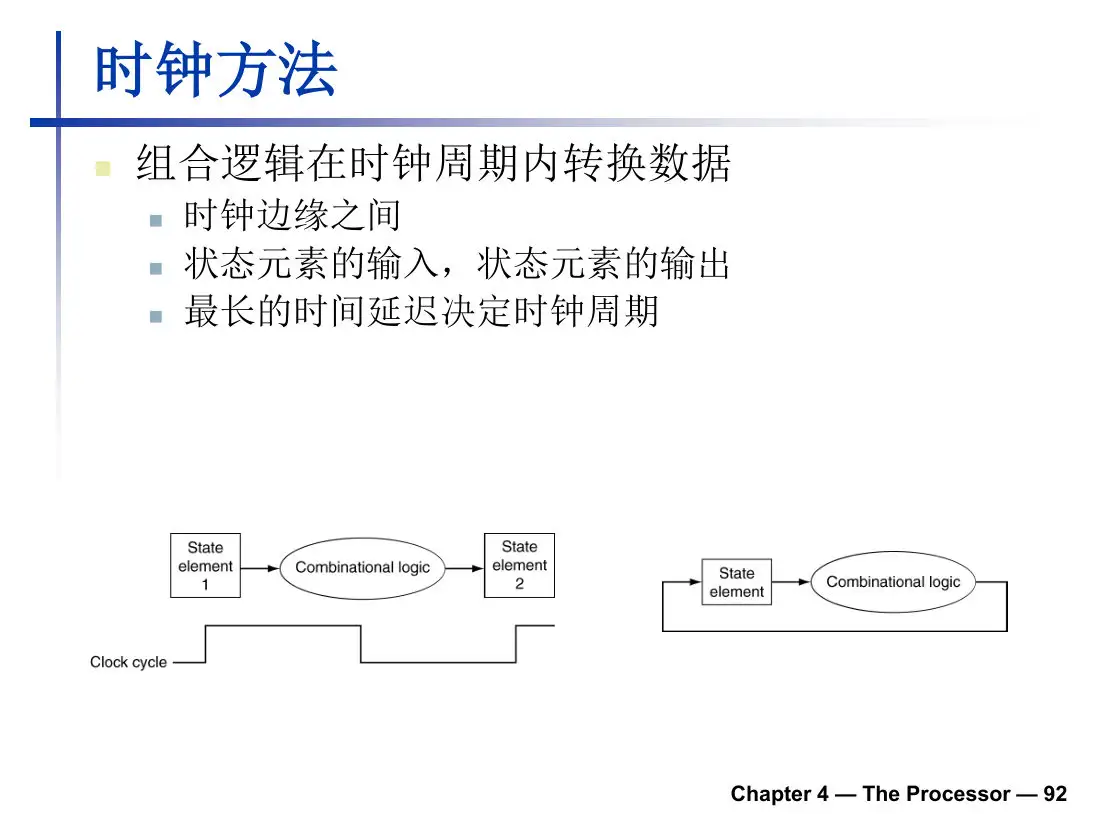 时钟方法
组合逻辑在时钟周期内转换数据
时钟边缘之间
状态元素的输入，状态元素的输出
最长的时间延迟决定时钟周期
State
element
1
Combinational logic
State
element
2
Clock cycle
State
element
Combinational logic
Chapter 4 — The Processor — 92